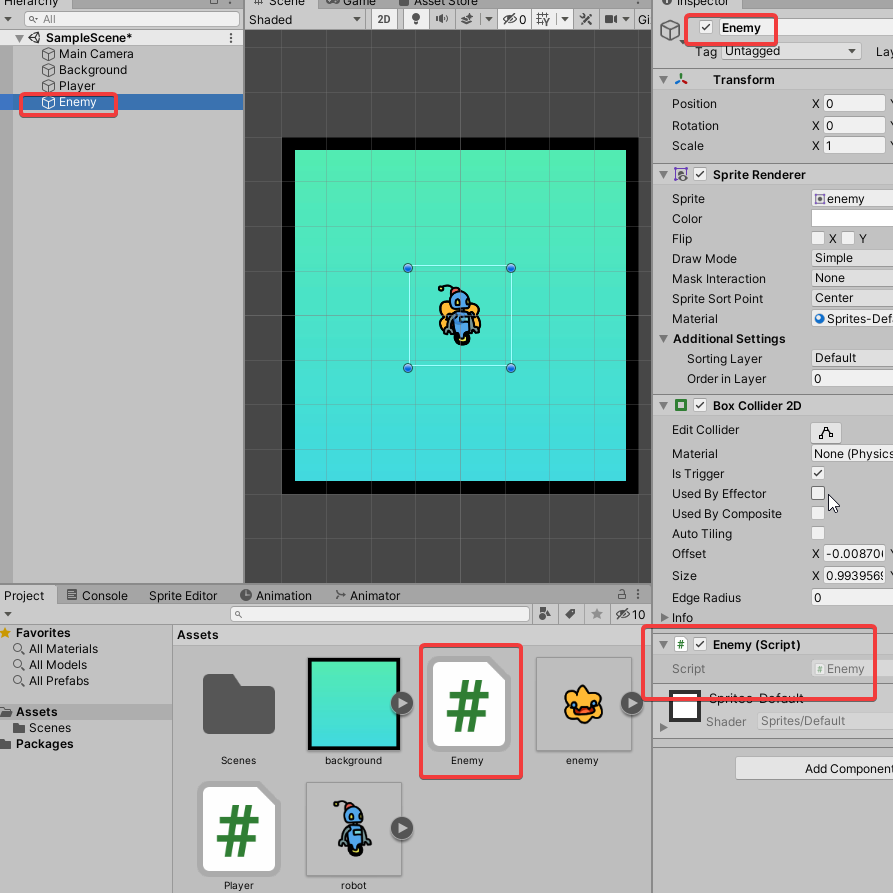 Hierarchy
All
SampleScene*
Main Camera
Background
Player
Enemy
Scene
Game
Asset Store
Shaded
2D
0
Gi
Inspector
Enemy
Tag Untagged
Lay
Transform
Position X 0
Rotation X 0
Scale X 1
Sprite Renderer
Sprite enemy
Color
Flip X Y
Draw Mode Simple
Mask Interaction None
Sprite Sort Point Center
Material Sprites-Def
Additional Settings
Sorting Layer Default
Order in Layer 0
Box Collider 2D
Edit Collider
Material None (Physics
Is Trigger
Used By Effector
Used By Composite
Auto Tiling
Offset X -0.00870
Size X 0.9939569
Edge Radius 0
Info
# Enemy (Script)
Script # Enemy
Sprites-Default
Shader Sprites/Default
Add Component
Project
Console
Sprite Editor
Animation
Animator
10
Favorites
All Materials
All Models
All Prefabs
Assets
Scenes
Packages
Assets
#
Scenes
background
Enemy
enemy
#
Player
robot